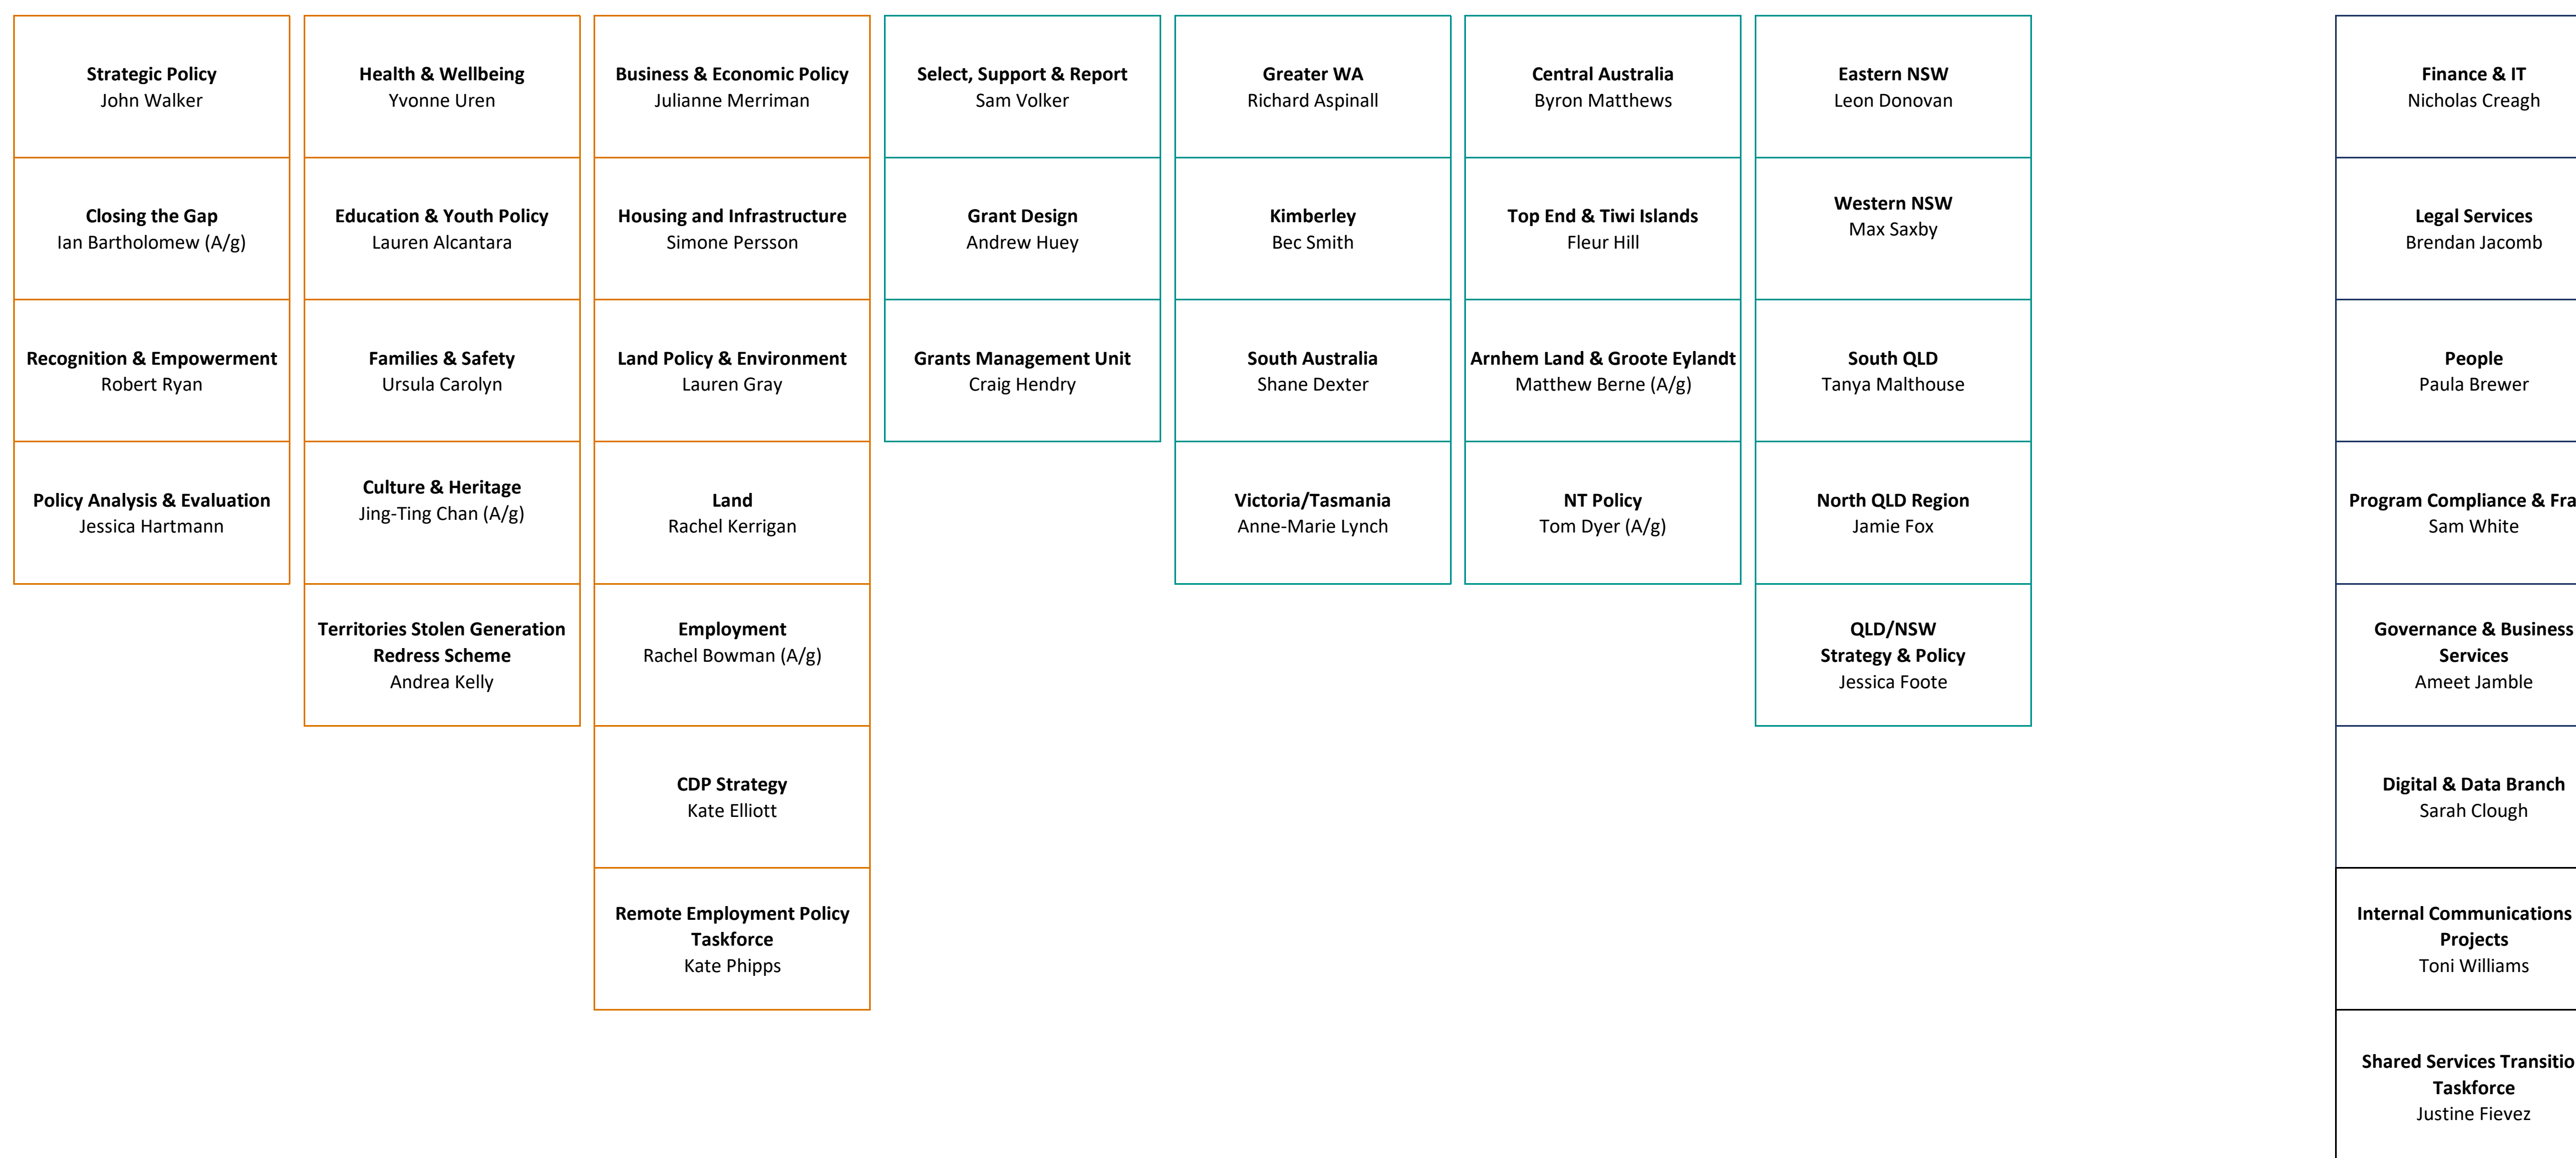 Strategic Policy
John Walker
Closing the Gap
Ian Bartholomew (A/g)
Recognition & Empowerment
Robert Ryan
Policy Analysis & Evaluation
Jessica Hartmann
Health & Wellbeing
Yvonne Uren
Education & Youth Policy
Lauren Alcantara
Families & Safety
Ursula Carolyn
Culture & Heritage
Jing-Ting Chan (A/g)
Territories Stolen Generation
Redress Scheme
Andrea Kelly
Business & Economic Policy
Julianne Merriman
Housing and Infrastructure
Simone Persson
Land Policy & Environment
Lauren Gray
Land
Rachel Kerrigan
Employment
Rachel Bowman (A/g)
CDP Strategy
Kate Elliott
Remote Employment Policy
Taskforce
Kate Phipps
Select, Support & Report
Sam Volker
Grant Design
Andrew Huey
Grants Management Unit
Craig Hendry
Greater WA
Richard Aspinall
Kimberley
Bec Smith
South Australia
Shane Dexter
Victoria/Tasmania
Anne-Marie Lynch
Central Australia
Byron Matthews
Top End & Tiwi Islands
Fleur Hill
Arnhem Land & Groote Eylandt
Matthew Berne (A/g)
NT Policy
Tom Dyer (A/g)
Eastern NSW
Leon Donovan
Western NSW
Max Saxby
South QLD
Tanya Malthouse
North QLD Region
Jamie Fox
QLD/NSW
Strategy & Policy
Jessica Foote
Finance & IT
Nicholas Creagh
Legal Services
Brendan Jacomb
People
Paula Brewer
Program Compliance & Fra
Sam White
Governance & Business
Services
Ameet Jamble
Digital & Data Branch
Sarah Clough
Internal Communications
Projects
Toni Williams
Shared Services Transitio
Taskforce
Justine Fievez